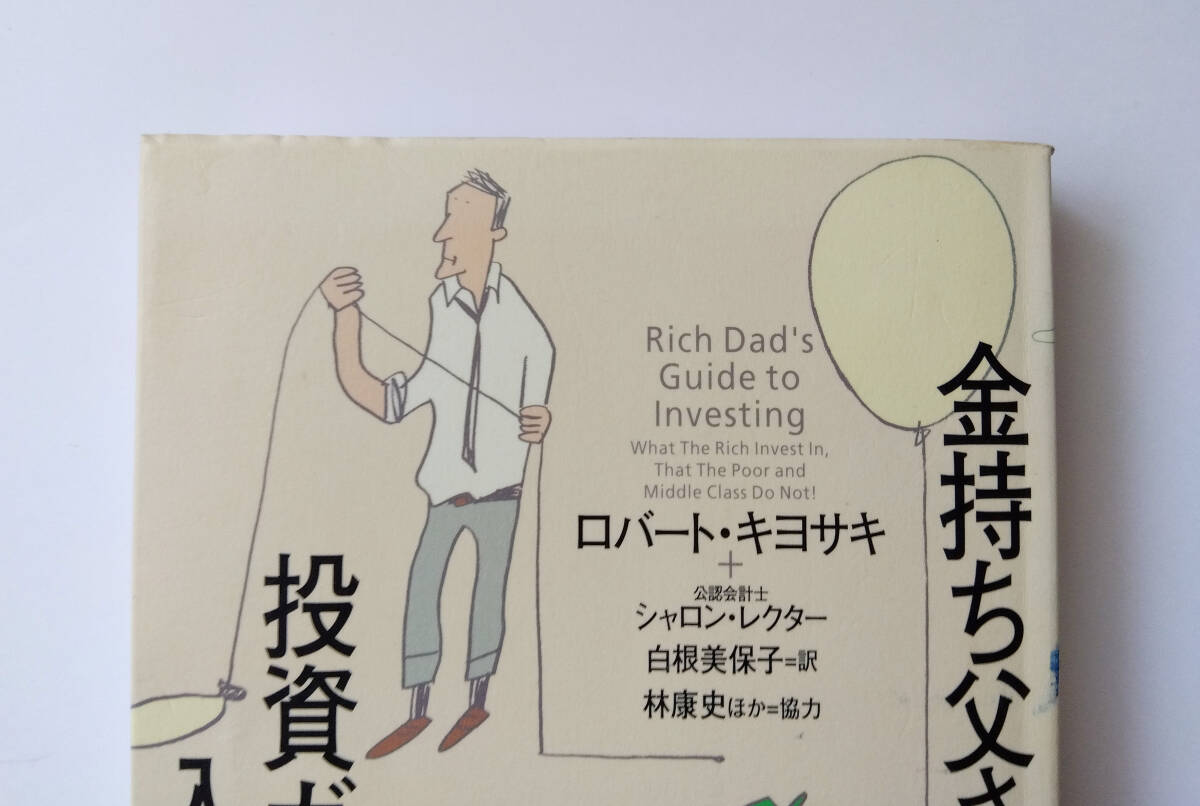 金持ち父さ
Rich Dad's
Guide to
Investing
What The Rich Invest In,
That The Poor and
Middle Class Do Not!
ロバート・キヨサキ
+
公認会計士
シャロン・レクター
白根美保子=訳
林康史ほか=協力
投資ガ
入